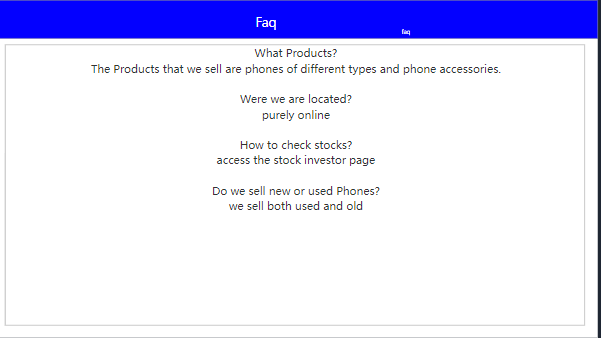 Faq
faq
What Products?
The Products that we sell are phones of different types and phone accessories.
Were we are located?
purely online
How to check stocks?
access the stock investor page
Do we sell new or used Phones?
we sell both used and old